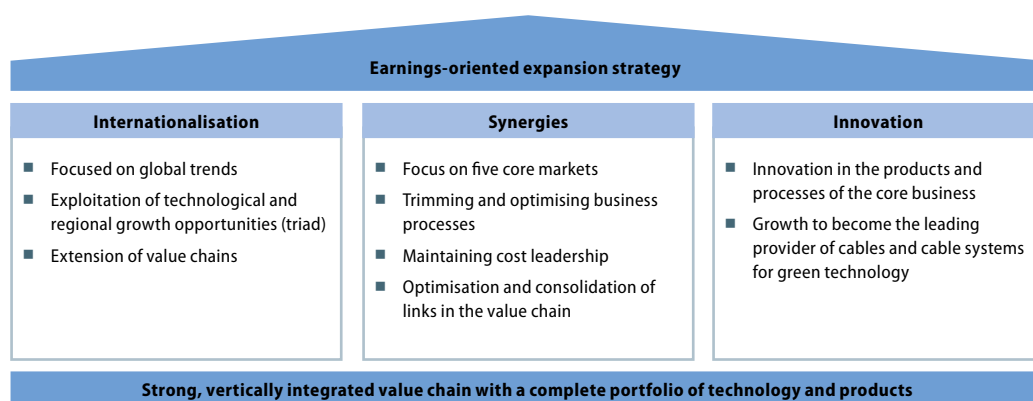 Earnings-oriented expansion strategy
Internationalisation
Focused on global trends
Exploitation of technological and
regional growth opportunities (triad)
Extension of value chains
Synergies
Focus on five core markets
Trimming and optimising business
processes
Maintaining cost leadership
Optimisation and consolidation of
links in the value chain
Innovation
Innovation in the products and
processes of the core business
Growth to become the leading
provider of cables and cable systems
for green technology
Strong, vertically integrated value chain with a complete portfolio of technology and products